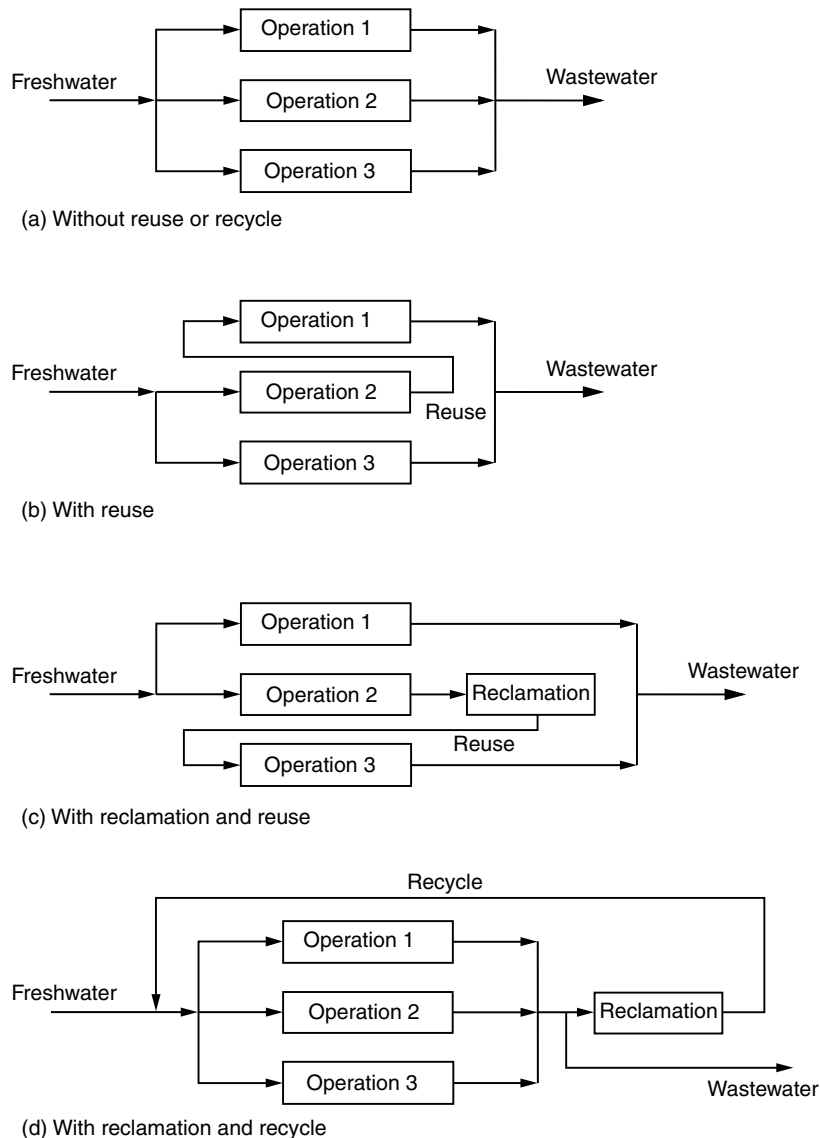 Operation 1
Freshwater
Wastewater
Operation 2
Operation 3
(a) Without reuse or recycle
Operation 1
Freshwater
Wastewater
Operation 2
Reuse
Operation 3
(b) With reuse
Operation 1
Freshwater
Wastewater
Operation 2
Reclamation
Reuse
Operation 3
(c) With reclamation and reuse
Recycle
Operation 1
Freshwater
Operation 2
Reclamation
Operation 3
Wastewater
(d) With reclamation and recycle